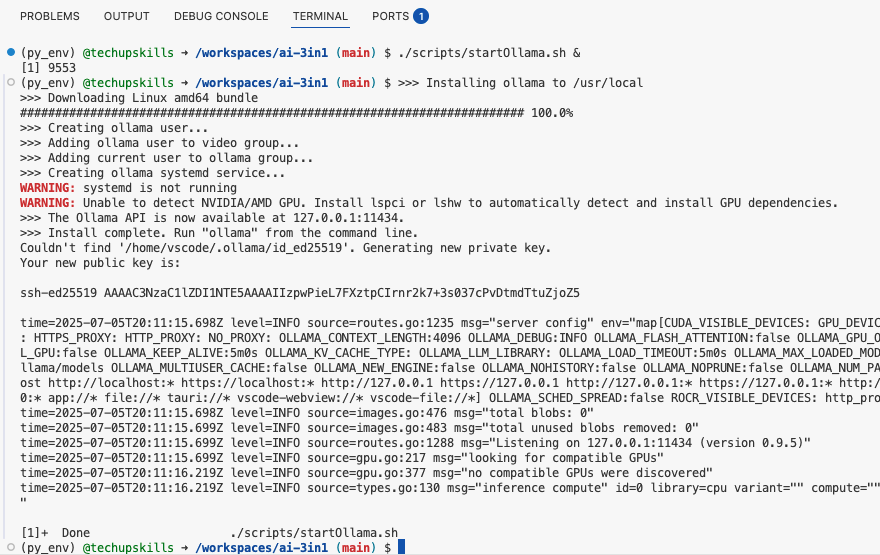 PROBLEMS OUTPUT DEBUG CONSOLE TERMINAL PORTS 1
(py_env) @techupskills → /workspaces/ai-3in1 (main) $ ./scripts/startOllama.sh &
[1] 9553
(py_env) @techupskills → /workspaces/ai-3in1 (main) $ >>> Installing ollama to /usr/local
>>> Downloading Linux amd64 bundle
######################################################################## 100.0%
>>> Creating ollama user...
>>> Adding ollama user to video group...
>>> Adding current user to ollama group...
>>> Creating ollama systemd service...
WARNING: systemd is not running
WARNING: Unable to detect NVIDIA/AMD GPU. Install lspci or lshw to automatically detect and install GPU dependencies.
>>> The Ollama API is now available at 127.0.0.1:11434.
>>> Install complete. Run "ollama" from the command line.
Couldn't find '/home/vscode/.ollama/id_ed25519'. Generating new private key.
Your new public key is:
ssh-ed25519 AAAAC3NzaC1lZDI1NTE5AAAAIIzpwPieL7FXztpCIrnr2k7+3s037cPvDtmdTtuZjoZ5
time=2025-07-05T20:11:15.698Z level=INFO source=routes.go:1235 msg="server config" env="map[CUDA_VISIBLE_DEVICES: GPU_DEVIC
: HTTPS_PROXY: HTTP_PROXY: NO_PROXY: OLLAMA_CONTEXT_LENGTH:4096 OLLAMA_DEBUG:INFO OLLAMA_FLASH_ATTENTION:false OLLAMA_GPU_O
L_GPU:false OLLAMA_KEEP_ALIVE:5m0s OLLAMA_KV_CACHE_TYPE: OLLAMA_LLM_LIBRARY: OLLAMA_LOAD_TIMEOUT:5m0s OLLAMA_MAX_LOADED_MOD
llama/models OLLAMA_MULTIUSER_CACHE:false OLLAMA_NEW_ENGINE:false OLLAMA_NOHISTORY:false OLLAMA_NOPRUNE:false OLLAMA_NUM_PA
ost http://localhost:* https://localhost:* http://127.0.0.1 https://127.0.0.1 http://127.0.0.1:* https://127.0.0.1:* http:/
0:* app://* file://* tauri://* vscode-webview://* vscode-file://*] OLLAMA_SCHED_SPREAD:false ROCR_VISIBLE_DEVICES: http_pro
time=2025-07-05T20:11:15.698Z level=INFO source=images.go:476 msg="total blobs: 0"
time=2025-07-05T20:11:15.699Z level=INFO source=images.go:483 msg="total unused blobs removed: 0"
time=2025-07-05T20:11:15.699Z level=INFO source=routes.go:1288 msg="Listening on 127.0.0.1:11434 (version 0.9.5)"
time=2025-07-05T20:11:15.699Z level=INFO source=gpu.go:217 msg="looking for compatible GPUs"
time=2025-07-05T20:11:16.219Z level=INFO source=gpu.go:377 msg="no compatible GPUs were discovered"
time=2025-07-05T20:11:16.219Z level=INFO source=types.go:130 msg="inference compute" id=0 library=cpu variant="" compute=""
"
[1]+ Done ./scripts/startOllama.sh
(py_env) @techupskills → /workspaces/ai-3in1 (main) $